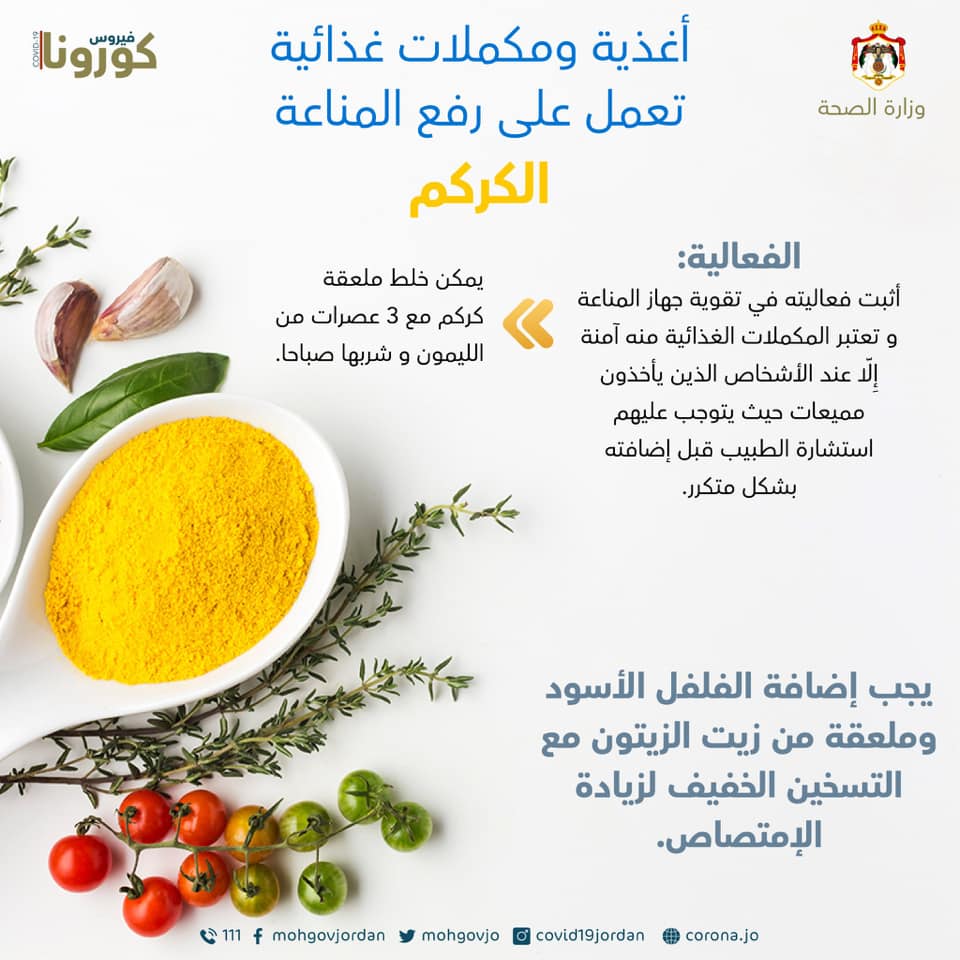 فيروس
كورونا
COVID-19
وزارة الصحة
أغذية ومكملات غذائية
تعمل على رفع المناعة
الكركم
الفعالية:
أثبت فعاليته في تقوية جهاز المناعة
و تعتبر المكملات الغذائية منه آمنة
إلّا عند الأشخاص الذين يأخذون
مميعات حيث يتوجب عليهم
استشارة الطبيب قبل إضافته
بشكل متكرر.
يمكن خلط ملعقة
كركم مع 3 عصرات من
الليمون و شربها صباحا.
يجب إضافة الفلفل الأسود
وملعقة من زيت الزيتون مع
التسخين الخفيف لزيادة
الإمتصاص.
111 mohgovjordan mohgovjo covid19jordan corona.jo